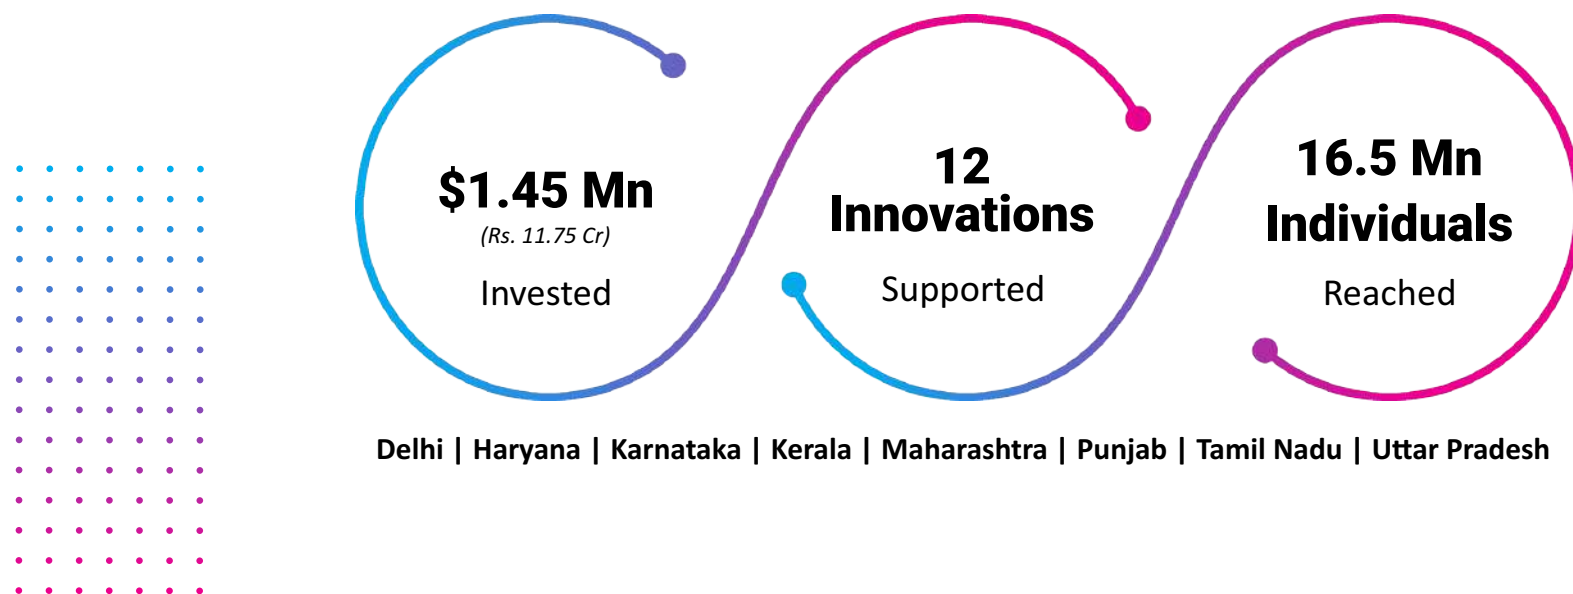 $1.45 Mn
(Rs. 11.75 Cr)
Invested
12
Innovations
Supported
16.5 Mn
Individuals
Reached
Delhi | Haryana | Karnataka | Kerala | Maharashtra | Punjab | Tamil Nadu | Uttar Pradesh